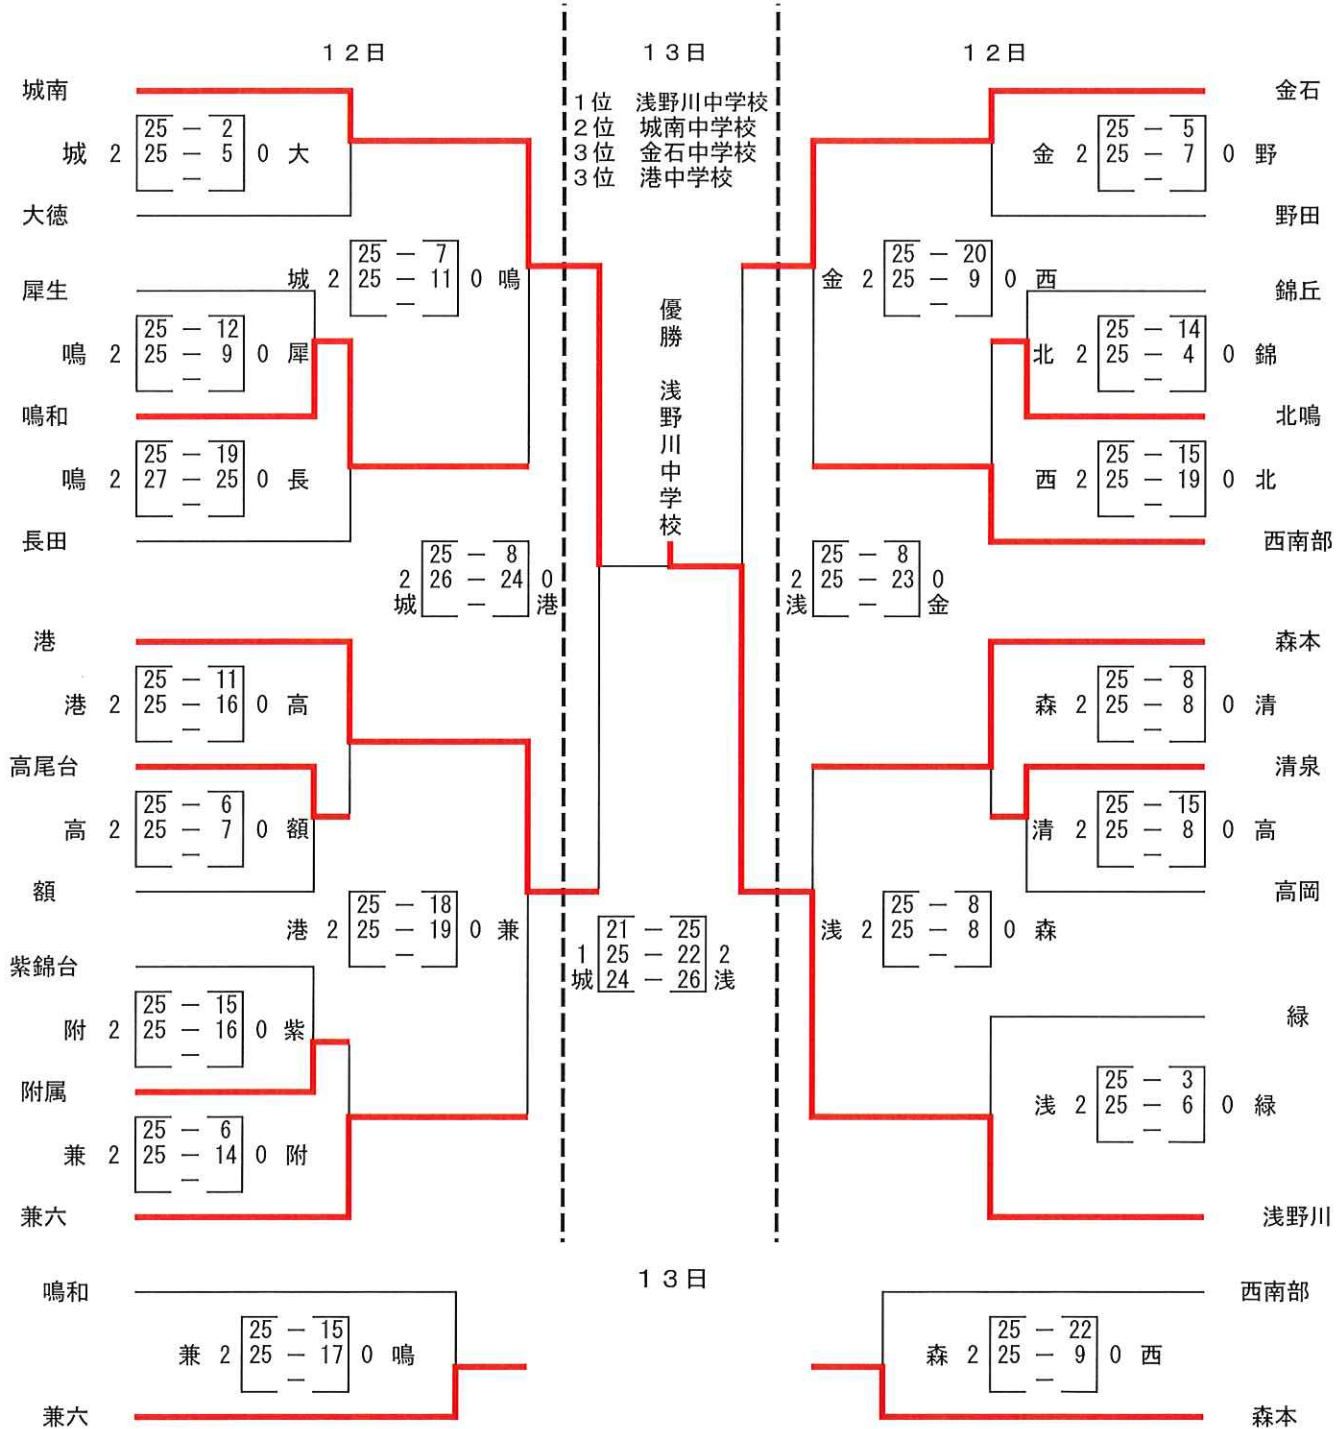 １２日
１３日
１２日
１位　浅野川中学校
２位　城南中学校
３位　金石中学校
３位　港中学校
優勝　浅野川中学校
城南
25 － 2
城 2 25 － 5 0 大
－
大徳
城 2 25 － 7
25 － 11 0 鳴
－
犀生
25 － 12
鳴 2 25 － 9 0 犀
－
鳴和
25 － 19
鳴 2 27 － 25 0 長
－
長田
25 － 8
2 26 － 24 0
城 － 港
港
25 － 11
港 2 25 － 16 0 高
－
高尾台
25 － 6
高 2 25 － 7 0 額
－
額
25 － 18
港 2 25 － 19 0 兼
－
紫錦台
25 － 15
附 2 25 － 16 0 紫
－
附属
25 － 6
兼 2 25 － 14 0 附
－
兼六
21 － 25
1 25 － 22 2
城 24 － 26 浅
金石
25 － 5
金 2 25 － 7 0 野
－
野田
25 － 20
金 2 25 － 9 0 西
－
錦丘
25 － 14
北 2 25 － 4 0 錦
－
北鳴
25 － 15
西 2 25 － 19 0 北
－
西南部
25 － 8
2 25 － 23 0
浅 － 金
森本
25 － 8
森 2 25 － 8 0 清
－
清泉
25 － 15
清 2 25 － 8 0 高
－
高岡
25 － 8
浅 2 25 － 8 0 森
－
緑
25 － 3
浅 2 25 － 6 0 緑
－
浅野川
１３日
鳴和
25 － 15
兼 2 25 － 17 0 鳴
－
兼六
西南部
25 － 22
森 2 25 － 9 0 西
－
森本